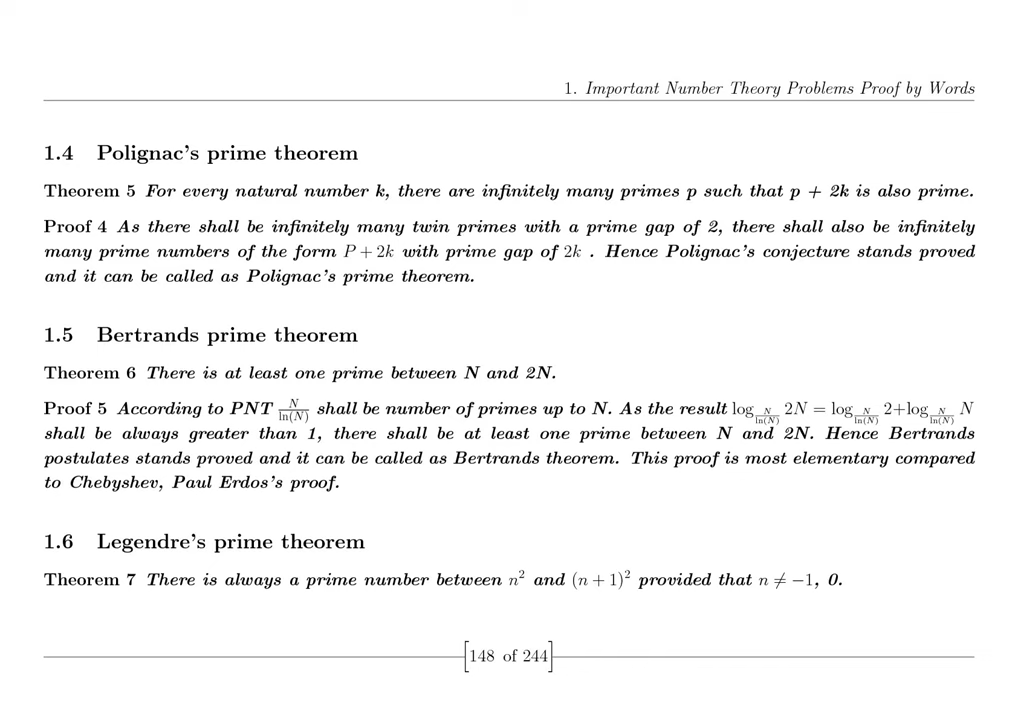 1. Important Number Theory Problems Proof by Words
1.4 Polignac's prime theorem
Theorem 5 For every natural number k, there are infinitely many primes p such that p + 2k is also prime.
Proof 4 As there shall be infinitely many twin primes with a prime gap of 2, there shall also be infinitely
many prime numbers of the form P + 2k with prime gap of 2k . Hence Polignac's conjecture stands proved
and it can be called as Polignac's prime theorem.
1.5 Bertrands prime theorem
Theorem 6 There is at least one prime between N and 2N.
Proof 5 According to PNT \frac{N}{\ln(N)} shall be number of primes up to N. As the result \log_{\frac{N}{\ln(N)}} 2N = \log_{\frac{N}{\ln(N)}} 2+\log_{\frac{N}{\ln(N)}} N
shall be always greater than 1, there shall be at least one prime between N and 2N. Hence Bertrands
postulates stands proved and it can be called as Bertrands theorem. This proof is most elementary compared
to Chebyshev, Paul Erdos's proof.
1.6 Legendre's prime theorem
Theorem 7 There is always a prime number between n² and (n + 1)² provided that n ≠ −1, 0.
[148 of 244]